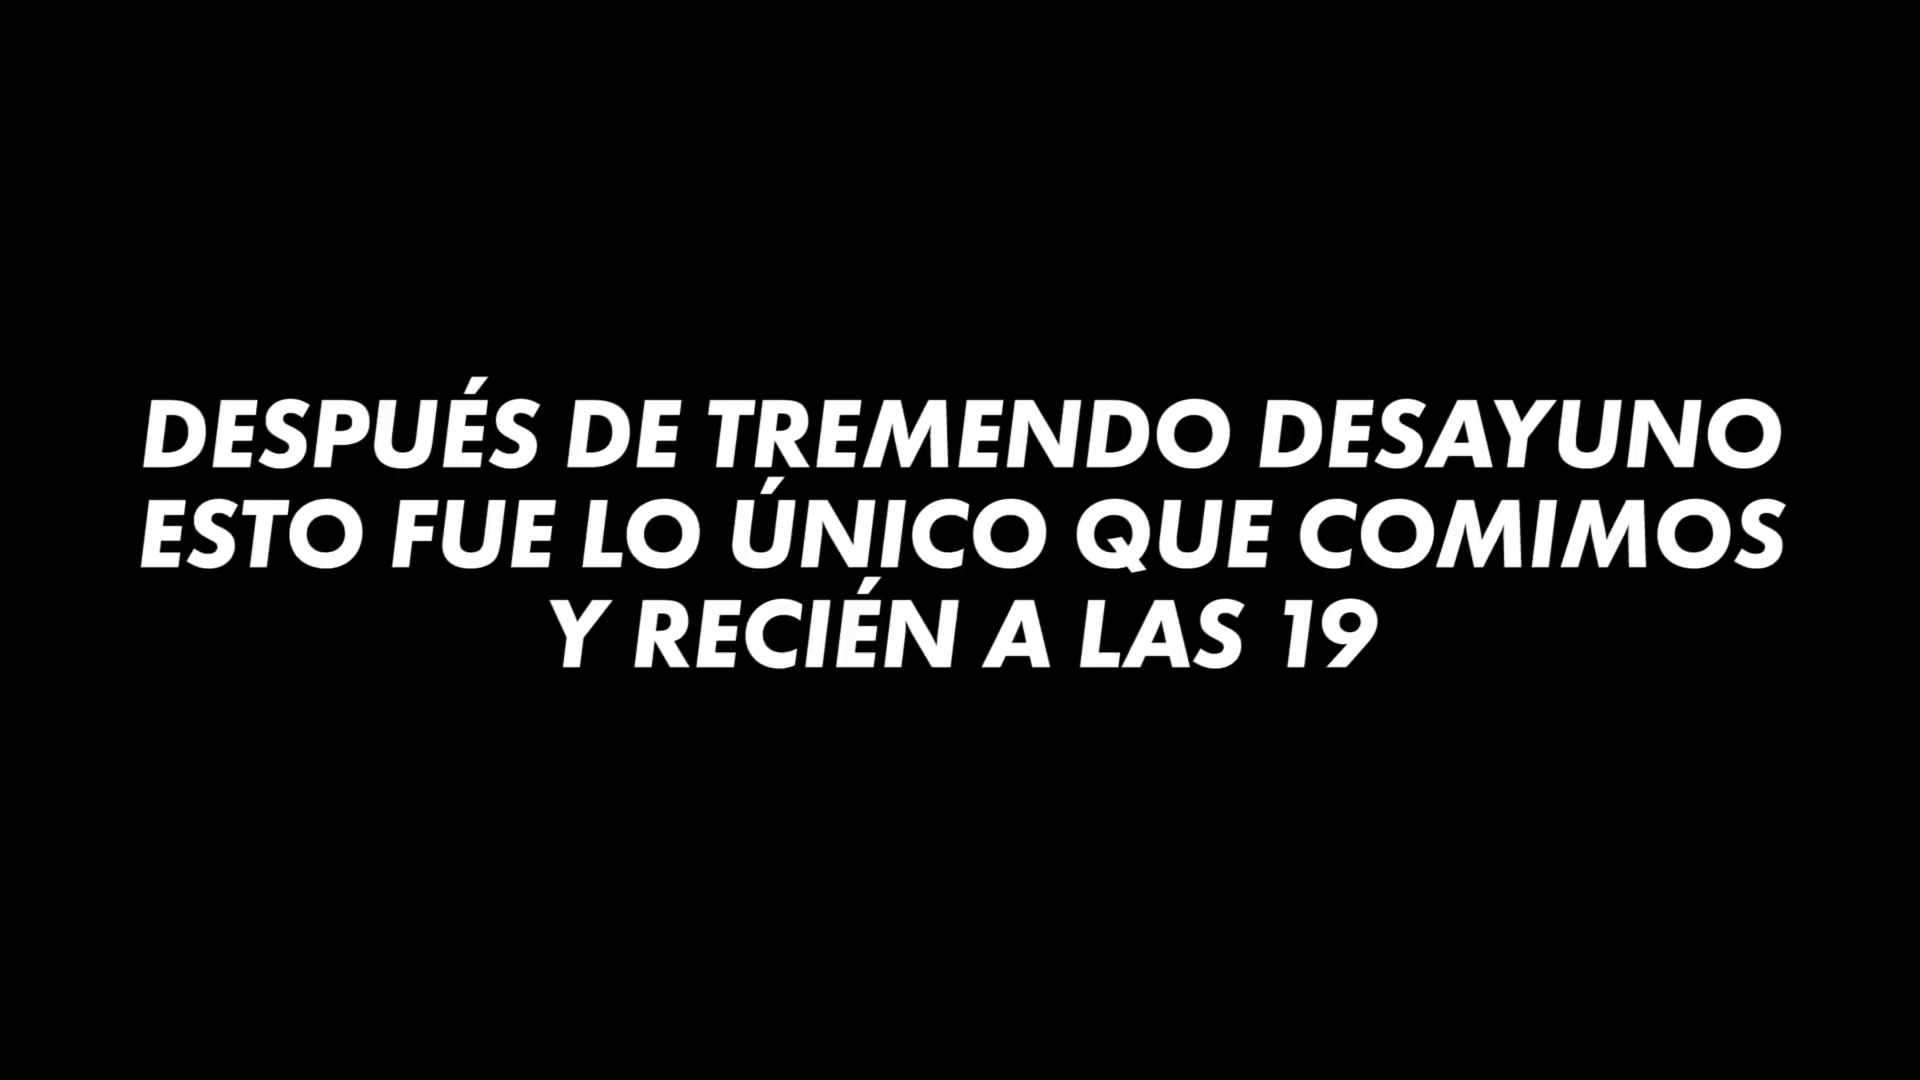 DESPUÉS DE TREMENDO DESAYUNO
ESTO FUE LO ÚNICO QUE COMIMOS
Y RECIÉN A LAS 19